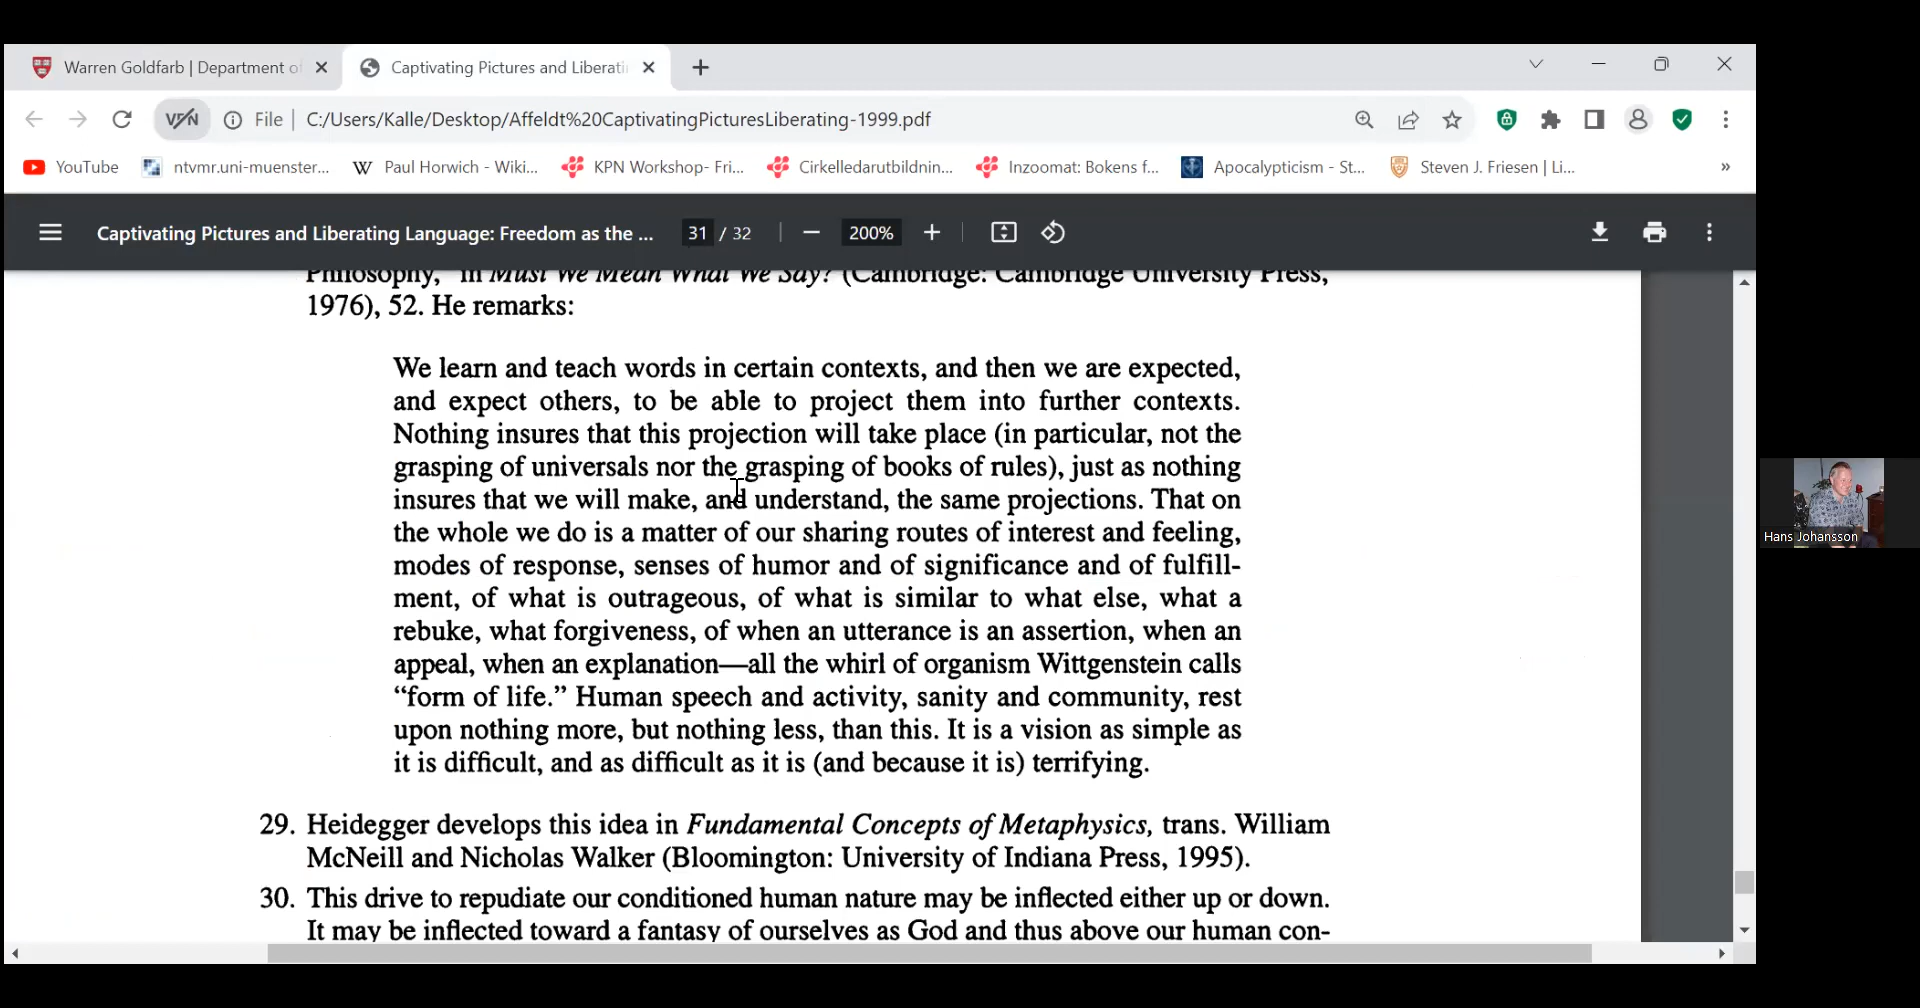 Warren Goldfarb | Department of
Captivating Pictures and Liberati
VPN
File
C:/Users/Kalle/Desktop/Affeldt%20CaptivatingPicturesLiberating-1999.pdf
YouTube
ntvmr.uni-muenster...
W
Paul Horwich - Wiki...
KPN Workshop- Fri...
Cirkelledarutbildnin...
Inzoomat: Bokens f...
Apocalypticism - St...
Steven J. Friesen | Li...
»
Captivating Pictures and Liberating Language: Freedom as the ...
31 / 32
200%
Philosophy," in Must We Mean What We Say? (Cambridge: Cambridge University Press,
1976), 52. He remarks:
We learn and teach words in certain contexts, and then we are expected,
and expect others, to be able to project them into further contexts.
Nothing insures that this projection will take place (in particular, not the
grasping of universals nor the grasping of books of rules), just as nothing
insures that we will make, and understand, the same projections. That on
the whole we do is a matter of our sharing routes of interest and feeling,
modes of response, senses of humor and of significance and of fulfill-
ment, of what is outrageous, of what is similar to what else, what a
rebuke, what forgiveness, of when an utterance is an assertion, when an
appeal, when an explanation—all the whirl of organism Wittgenstein calls
“form of life.” Human speech and activity, sanity and community, rest
upon nothing more, but nothing less, than this. It is a vision as simple as
it is difficult, and as difficult as it is (and because it is) terrifying.
29. Heidegger develops this idea in Fundamental Concepts of Metaphysics, trans. William
McNeill and Nicholas Walker (Bloomington: University of Indiana Press, 1995).
30. This drive to repudiate our conditioned human nature may be inflected either up or down.
It may be inflected toward a fantasy of ourselves as God and thus above our human con-
Hans Johansson